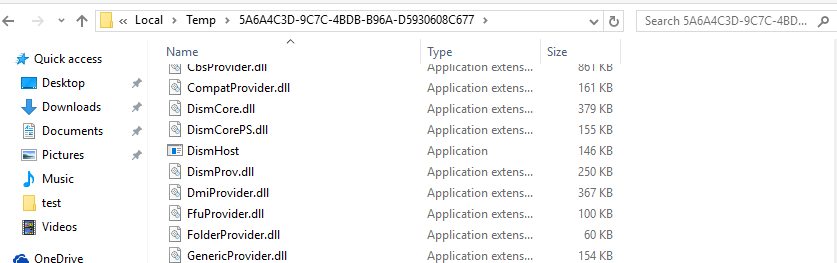 Local > Temp > 5A6A4C3D-9C7C-4BDB-B96A-D5930608C677 > Search 5A6A4C3D-9C7C-4BD...
Name Type Size
Quick access
Desktop
Downloads
Documents
Pictures
Music
test
Videos
OneDrive
CbsProvider.dll Application extens... 861 KB
CompatProvider.dll Application extens... 161 KB
DismCore.dll Application extens... 379 KB
DismCorePS.dll Application extens... 155 KB
DismHost Application 146 KB
DismProv.dll Application extens... 250 KB
DmiProvider.dll Application extens... 367 KB
FfuProvider.dll Application extens... 100 KB
FolderProvider.dll Application extens... 60 KB
GenericProvider.dll Application extens... 154 KB